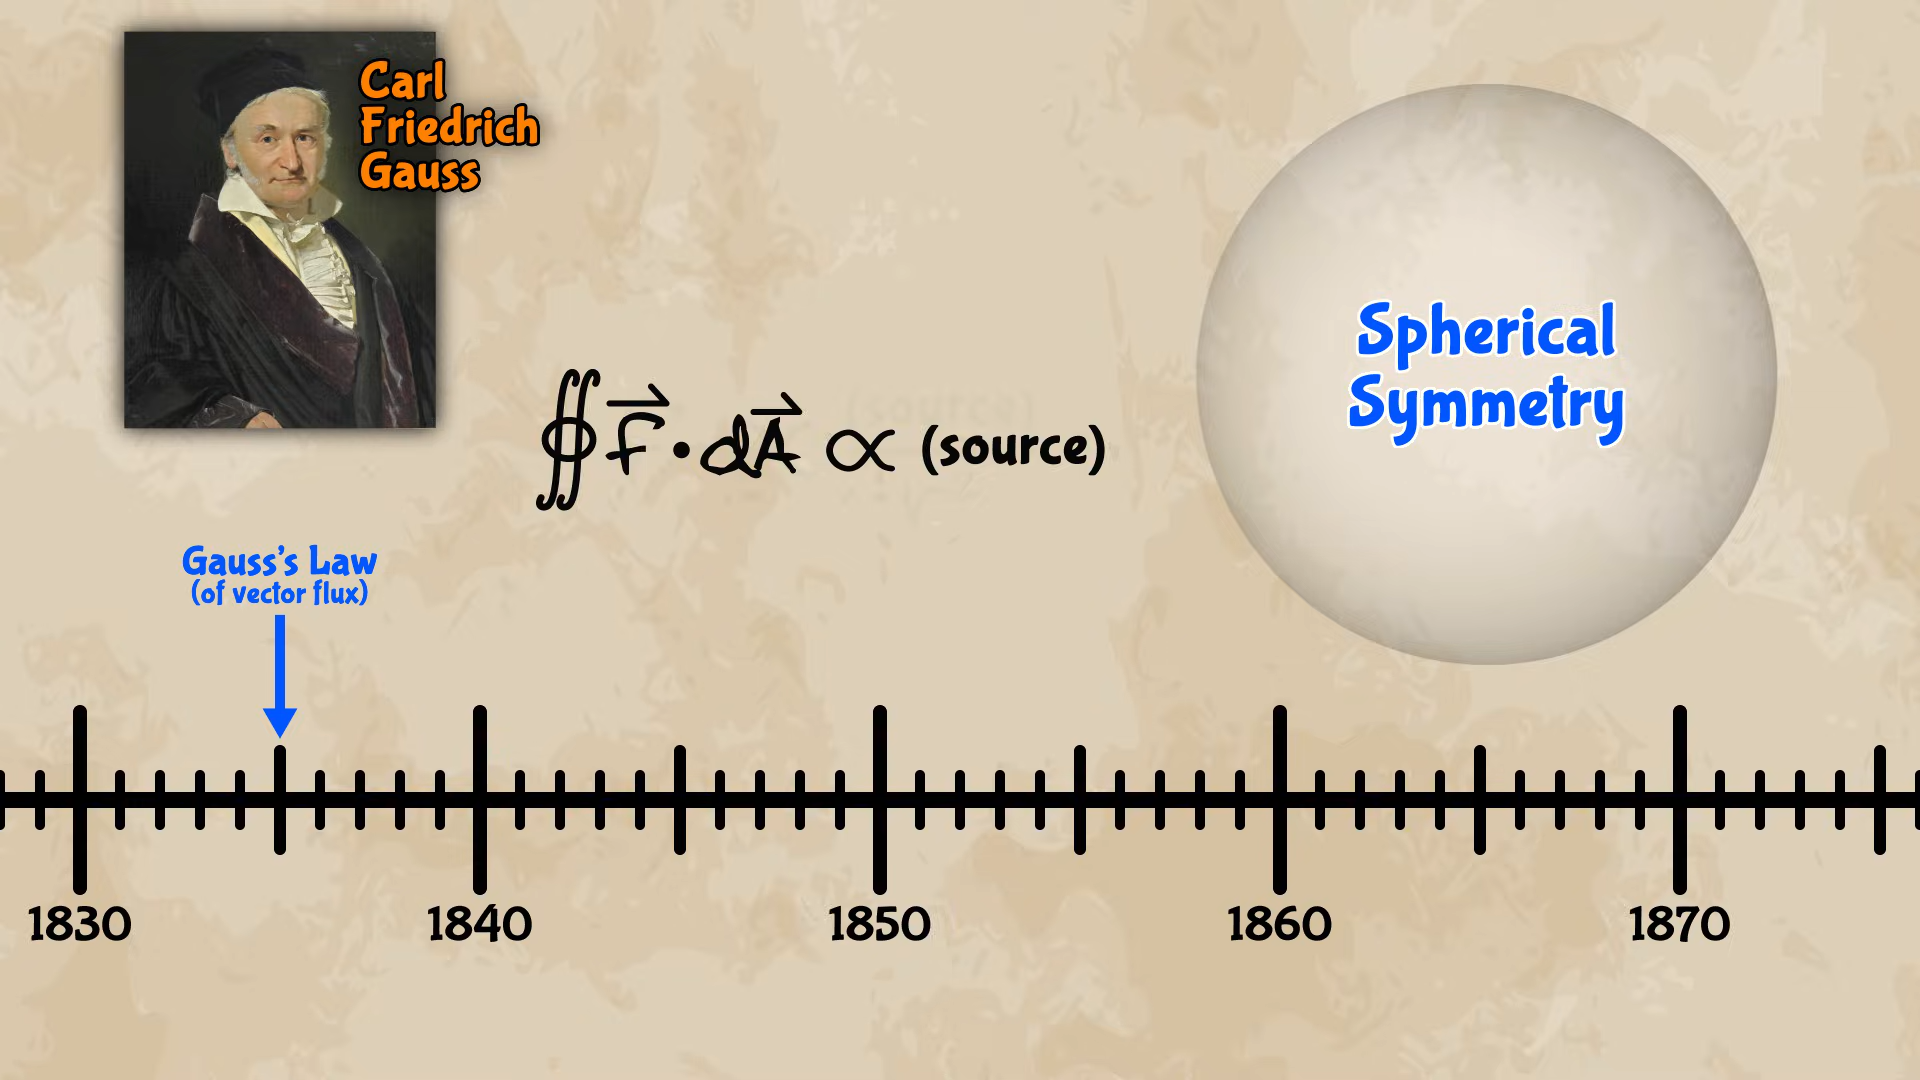 Carl
Friedrich
Gauss
Spherical
Symmetry
∯ F⃗ · dA⃗ ∝ (source)
Gauss's Law
(of vector flux)
1830 1840 1850 1860 1870